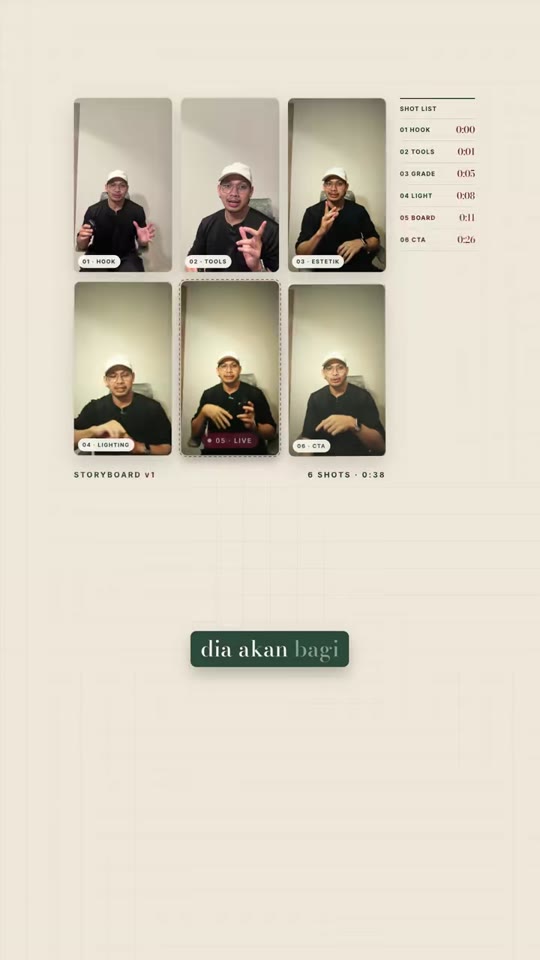 SHOT LIST
01 HOOK 0:00
02 TOOLS 0:01
03 GRADE 0:05
04 LIGHT 0:08
05 BOARD 0:11
06 CTA 0:26
01 · HOOK
02 · TOOLS
03 · ESTETIK
04 · LIGHTING
05 · LIVE
06 · CTA
STORYBOARD v1
6 SHOTS · 0:38
dia akan bagi